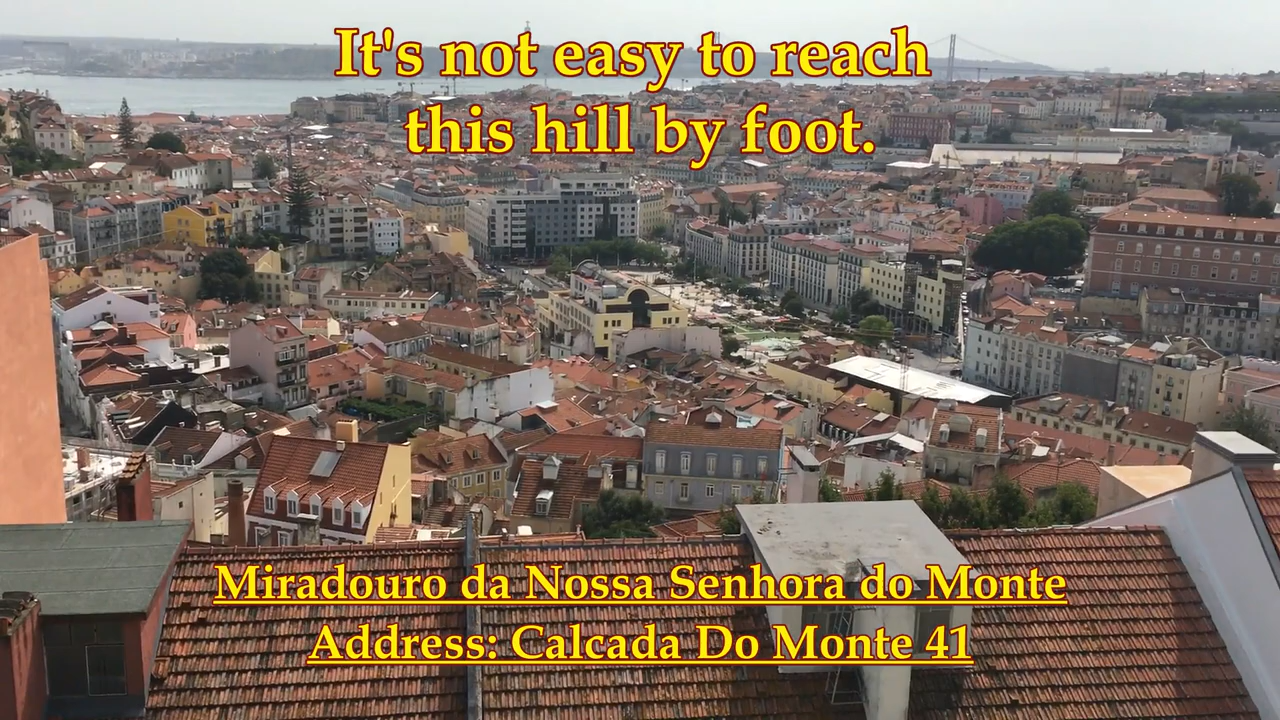 It's not easy to reach
this hill by foot.
Miradouro da Nossa Senhora do Monte
Address: Calcada Do Monte 41